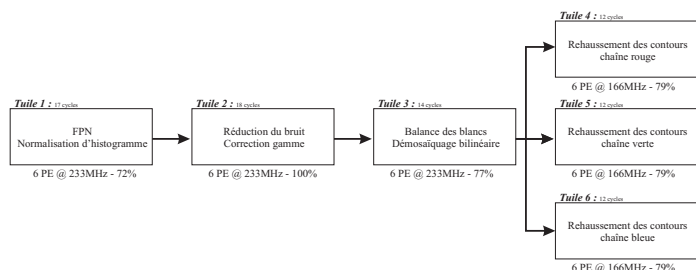 Tuile 1 : 17 cycles
FPN
Normalisation d'histogramme
6 PE @ 233MHz - 72%
Tuile 2 : 18 cycles
Réduction du bruit
Correction gamme
6 PE @ 233MHz - 100%
Tuile 3 : 14 cycles
Balance des blancs
Démosaïquage bilinéaire
6 PE @ 233MHz - 77%
Tuile 4 : 12 cycles
Rehaussement des contours
chaîne rouge
6 PE @ 166MHz - 79%
Tuile 5 : 12 cycles
Rehaussement des contours
chaîne verte
6 PE @ 166MHz - 79%
Tuile 6 : 12 cycles
Rehaussement des contours
chaîne bleue
6 PE @ 166MHz - 79%